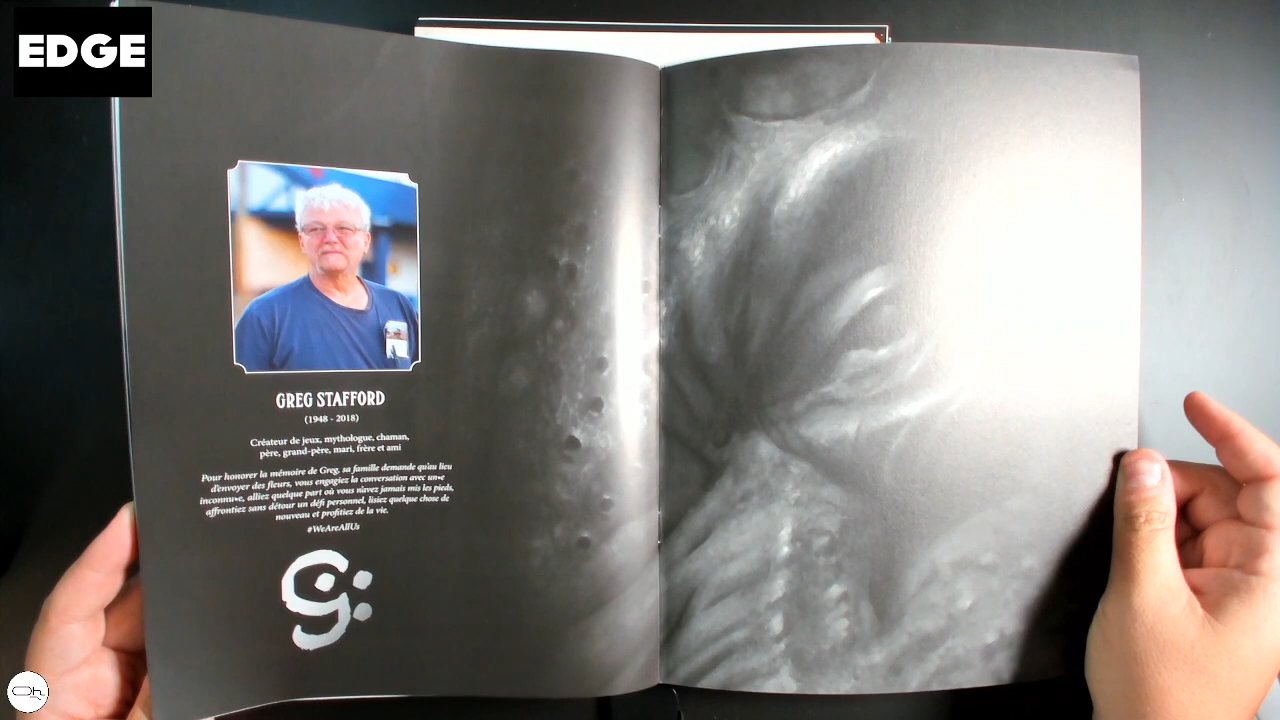 EDGE
GREG STAFFORD
(1948 - 2018)
Créateur de jeux, mythologue, chaman,
père, grand-père, mari, frère et ami
Pour honorer la mémoire de Greg, sa famille demande qu'au lieu
d'envoyer des fleurs, vous engagiez la conversation avec un•e
inconnu•e, alliez quelque part où vous n'avez jamais mis les pieds,
affrontiez sans détour un défi personnel, lisiez quelque chose de
nouveau et profitiez de la vie.
#WeAreAllUs